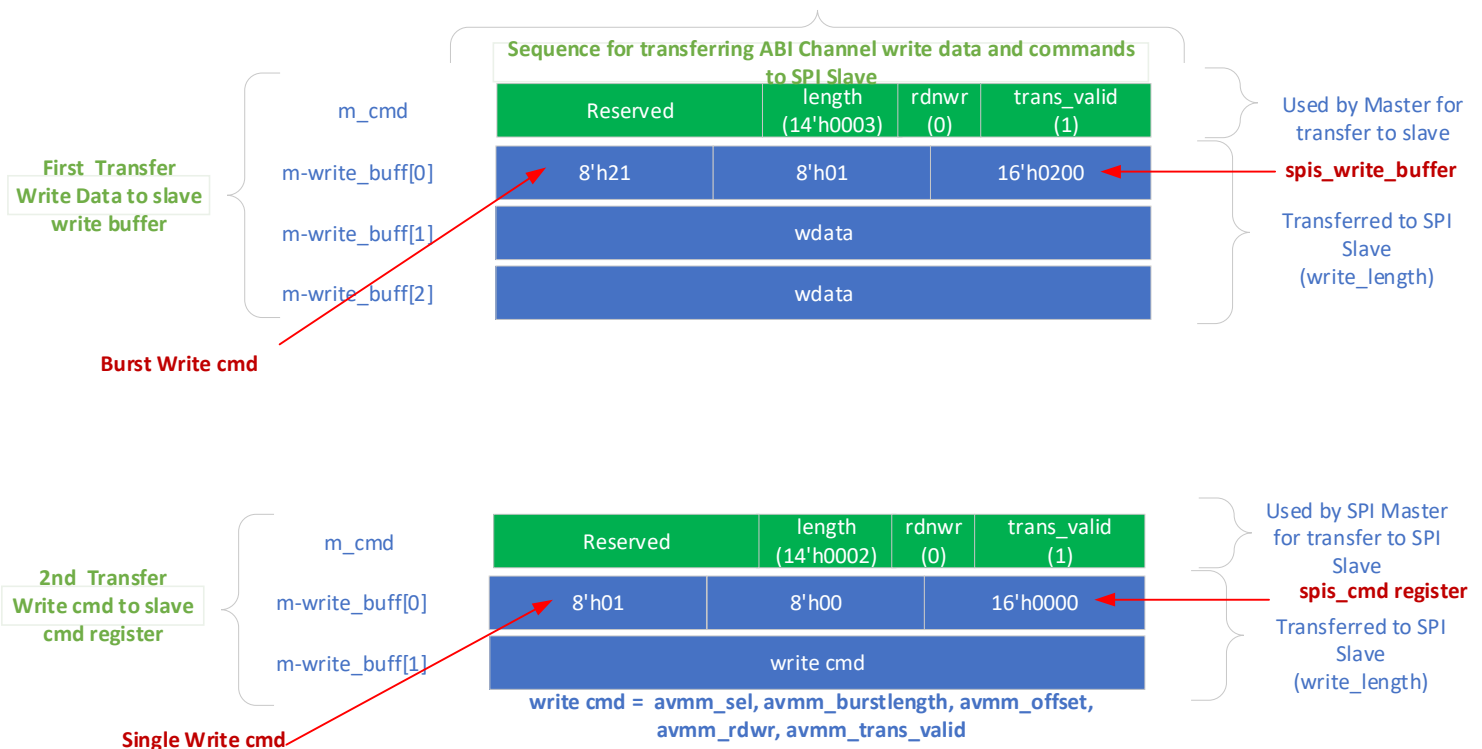 Sequence for transferring ABI Channel write data and commands
to SPI Slave
First Transfer
Write Data to slave
write buffer
m_cmd
Reserved
length
(14'h0003)
rdnwr
(0)
trans_valid
(1)
Used by Master for
transfer to slave
m-write_buff[0]
8'h21
8'h01
16'h0200
spis_write_buffer
m-write_buff[1]
wdata
m-write_buff[2]
wdata
Transferred to SPI
Slave
(write_length)
Burst Write cmd
2nd Transfer
Write cmd to slave
cmd register
m_cmd
Reserved
length
(14'h0002)
rdnwr
(0)
trans_valid
(1)
Used by SPI Master
for transfer to SPI
Slave
m-write_buff[0]
8'h01
8'h00
16'h0000
spis_cmd register
m-write_buff[1]
write cmd
Transferred to SPI
Slave
(write_length)
write cmd = avmm_sel, avmm_burstlength, avmm_offset,
avmm_rdwr, avmm_trans_valid
Single Write cmd